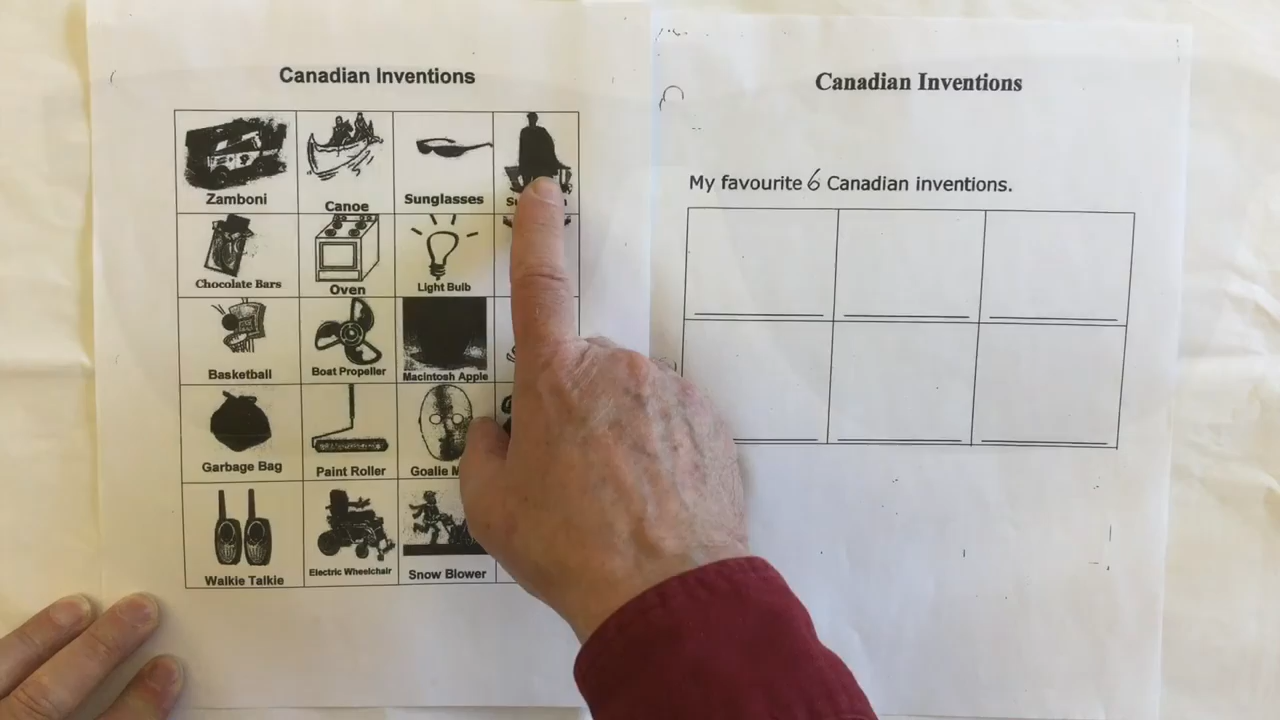 Canadian Inventions
Zamboni
Canoe
Sunglasses
Chocolate Bars
Oven
Light Bulb
Basketball
Boat Propeller
Macintosh Apple
Garbage Bag
Paint Roller
Goalie
Walkie Talkie
Electric Wheelchair
Snow Blower
Canadian Inventions
My favourite 6 Canadian inventions.